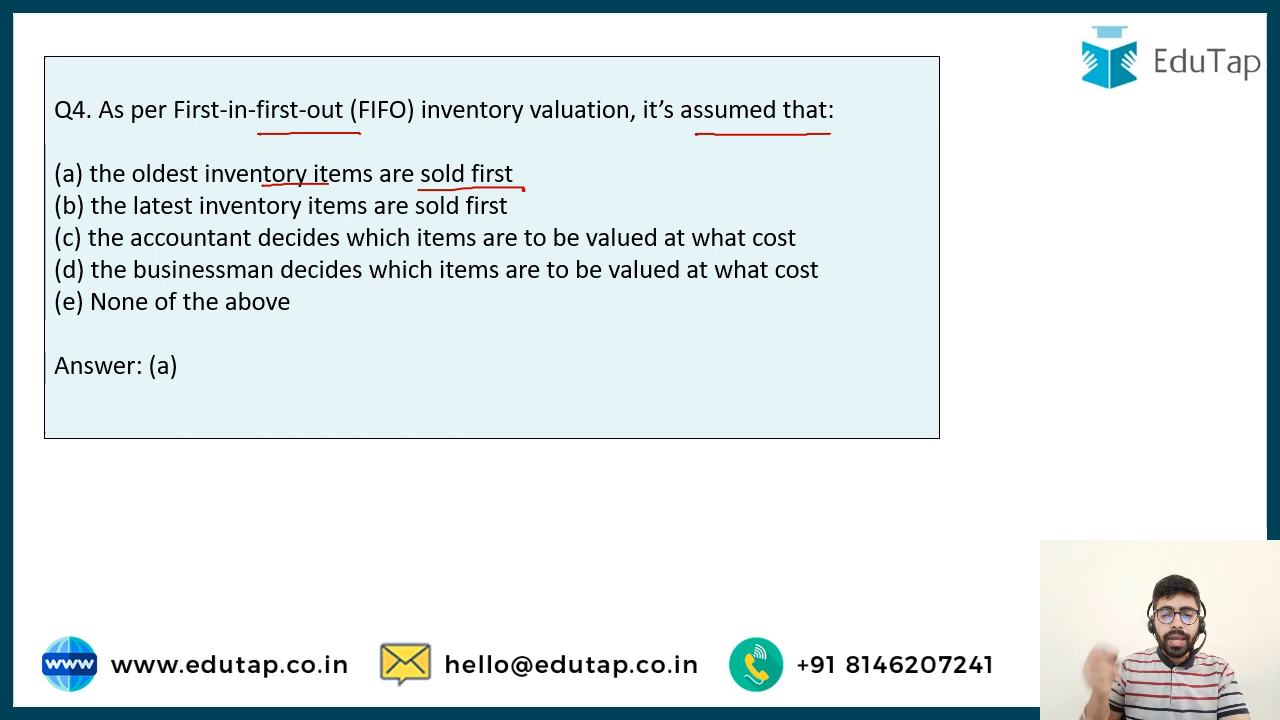 EduTap
Q4. As per First-in-first-out (FIFO) inventory valuation, it’s assumed that:
(a) the oldest inventory items are sold first
(b) the latest inventory items are sold first
(c) the accountant decides which items are to be valued at what cost
(d) the businessman decides which items are to be valued at what cost
(e) None of the above
Answer: (a)
www www.edutap.co.in hello@edutap.co.in +91 8146207241